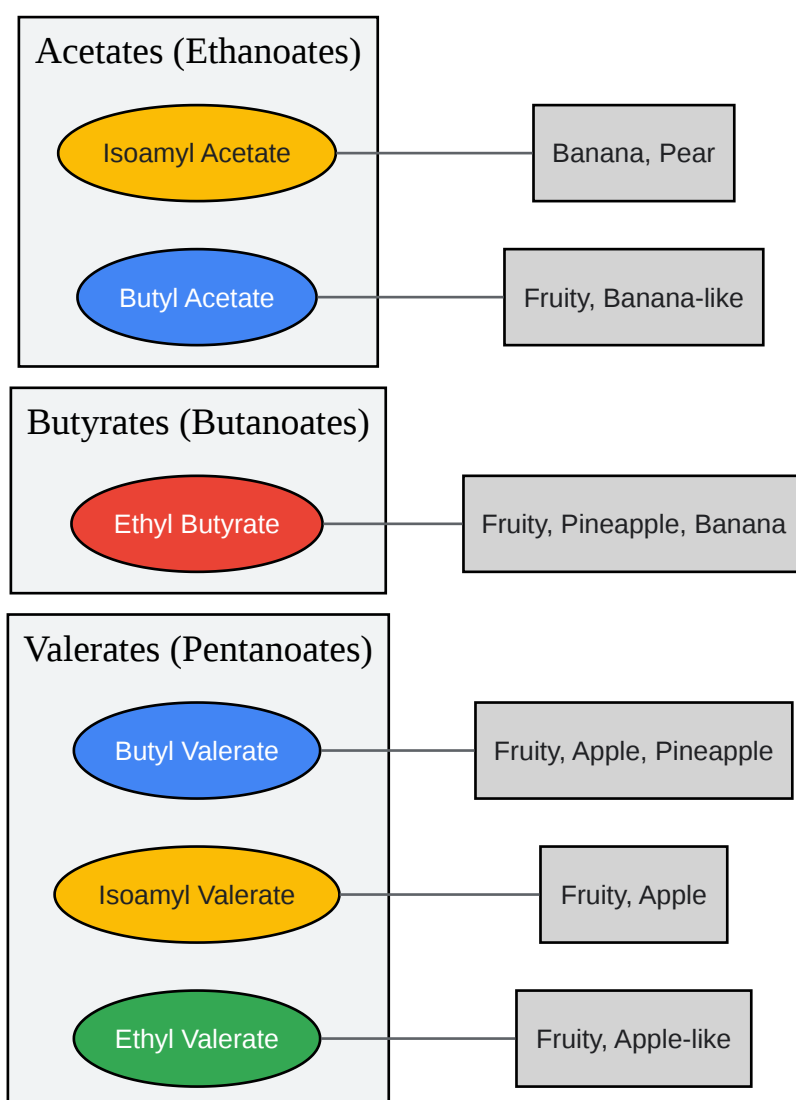 Acetates (Ethanoates)
Isoamyl Acetate
Banana, Pear
Butyl Acetate
Fruity, Banana-like
Butyrates (Butanoates)
Ethyl Butyrate
Fruity, Pineapple, Banana
Valerates (Pentanoates)
Butyl Valerate
Fruity, Apple, Pineapple
Isoamyl Valerate
Fruity, Apple
Ethyl Valerate
Fruity, Apple-like